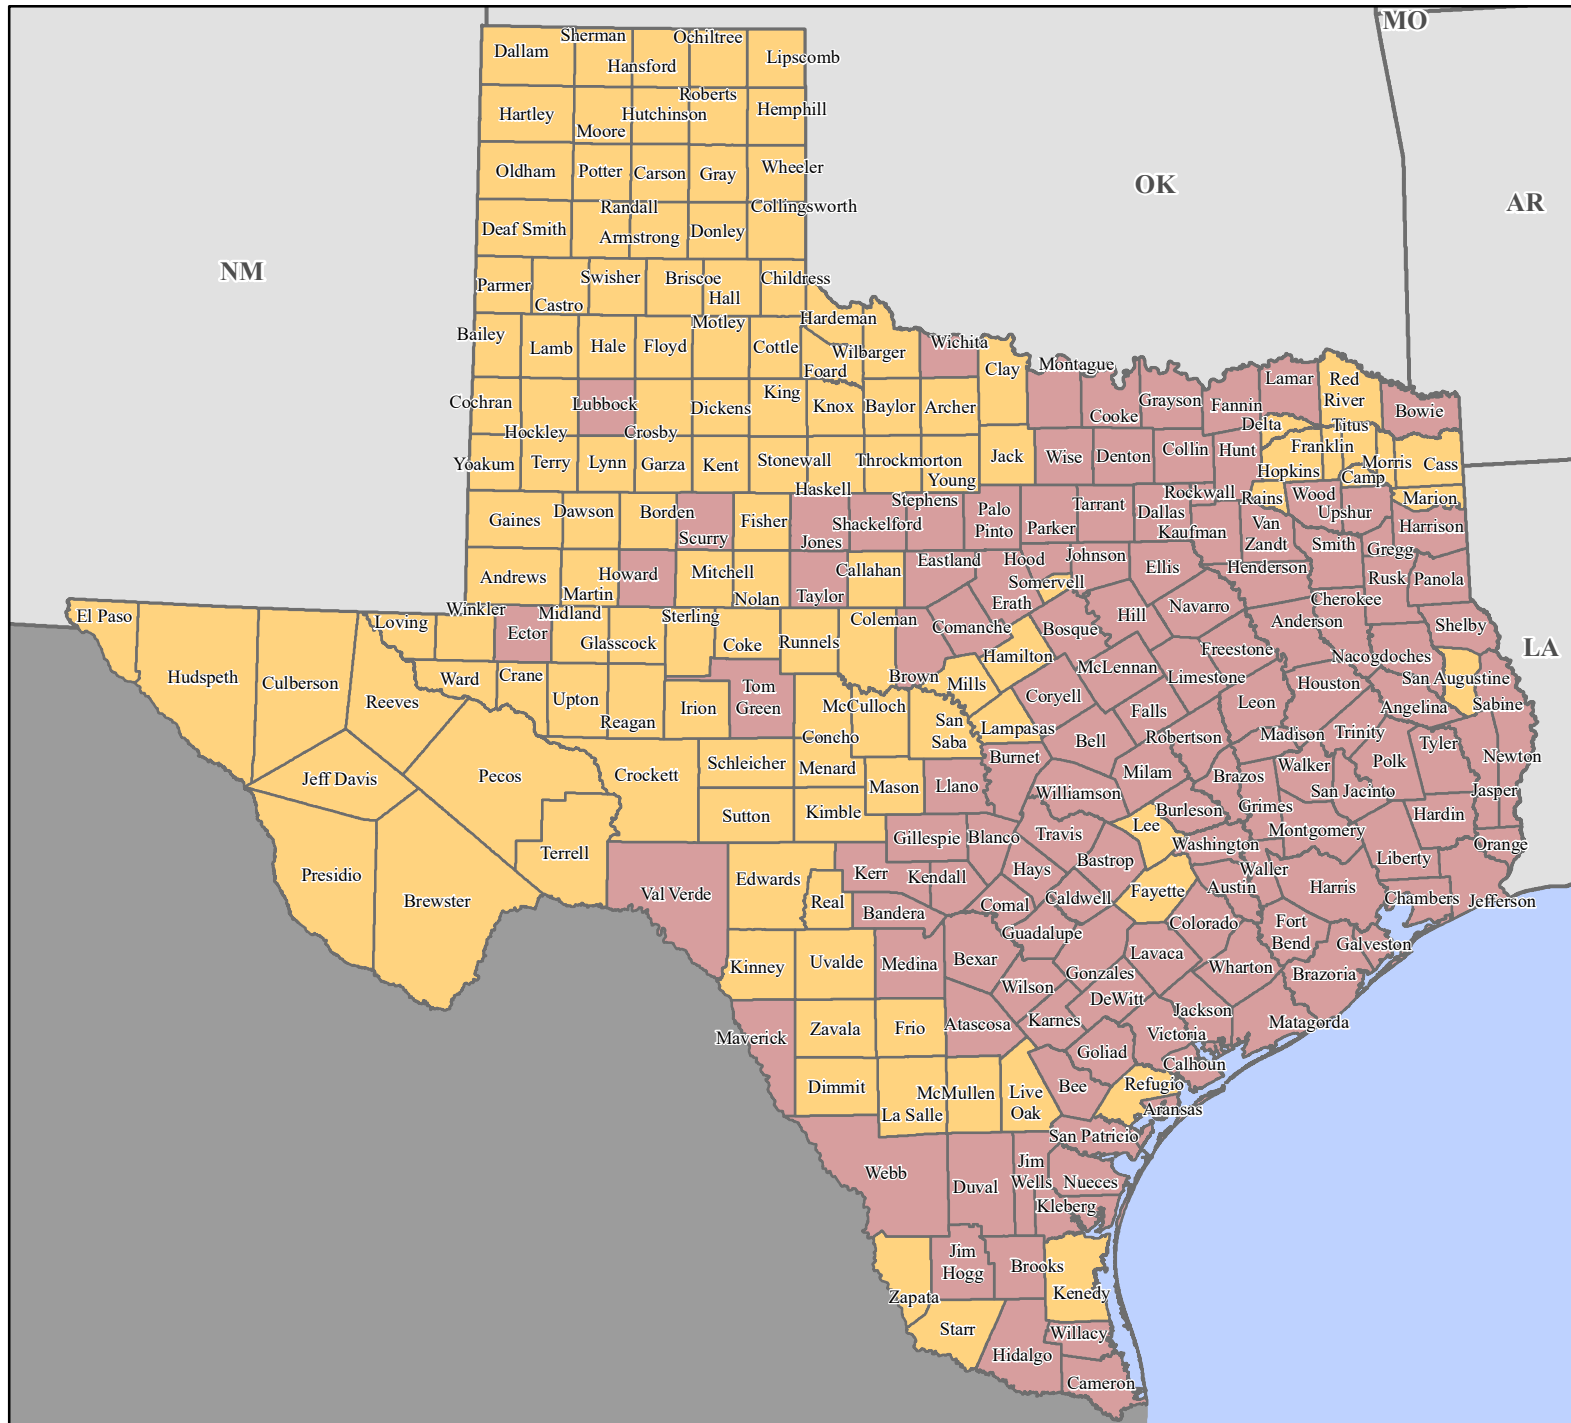 MO
Sherman
Ochiltree
Dallam
Hansford
Lipscomb
Roberts
Hartley
Hutchinson
Hemphill
Moore
Oldham
Potter
Carson
Gray
Wheeler
OK
AR
Randall
Collingsworth
Deaf Smith
Armstrong
Donley
NM
Parmer
Swisher
Briscoe
Childress
Castro
Hall
Bailey
Motley
Hardeman
Lamb
Hale
Floyd
Cottle
Wilbarger
Wichita
Foard
Clay
Montague
Lamar
Red
River
Cochran
Lubbock
Dickens
King
Knox
Baylor
Archer
Cooke
Grayson
Fannin
Bowie
Hockley
Crosby
Delta
Titus
Yoakum
Terry
Lynn
Garza
Kent
Stonewall
Throckmorton
Jack
Wise
Denton
Collin
Hunt
Franklin
Hopkins
Morris
Cass
Camp
Haskell
Young
Stephens
Rockwall
Rains
Wood
Marion
Gaines
Dawson
Borden
Scurry
Fisher
Jones
Shackelford
Palo
Pinto
Parker
Tarrant
Dallas
Kaufman
Van
Zandt
Upshur
Smith
Harrison
Gregg
Andrews
Martin
Howard
Mitchell
Nolan
Taylor
Callahan
Eastland
Hood
Johnson
Ellis
Henderson
Rusk
Panola
Somervell
Erath
El Paso
Loving
Winkler
Ector
Midland
Glasscock
Sterling
Coke
Runnels
Coleman
Comanche
Bosque
Hill
Navarro
Anderson
Cherokee
Shelby
LA
Hudspeth
Culberson
Reeves
Ward
Crane
Upton
Reagan
Irion
Tom
Green
Brown
Mills
Hamilton
Coryell
McLennan
Limestone
Freestone
Nacogdoches
Houston
San Augustine
Sabine
Angelina
Leon
McCulloch
Concho
San
Saba
Lampasas
Falls
Bell
Robertson
Madison
Trinity
Tyler
Newton
Jeff Davis
Pecos
Crockett
Schleicher
Menard
Mason
Llano
Burnet
Williamson
Milam
Brazos
Walker
Polk
San Jacinto
Jasper
Sutton
Kimble
Gillespie
Blanco
Travis
Lee
Burleson
Grimes
Hardin
Montgomery
Washington
Orange
Presidio
Brewster
Terrell
Val Verde
Edwards
Real
Kerr
Kendall
Hays
Bastrop
Caldwell
Fayette
Austin
Waller
Harris
Liberty
Chambers
Jefferson
Bandera
Comal
Guadalupe
Colorado
Fort
Bend
Galveston
Kinney
Uvalde
Medina
Bexar
Wilson
Gonzales
Lavaca
Wharton
Brazoria
DeWitt
Jackson
Matagorda
Maverick
Zavala
Frio
Atascosa
Karnes
Goliad
Victoria
Calhoun
Dimmit
La Salle
McMullen
Live
Oak
Bee
Refugio
Aransas
San Patricio
Webb
Duval
Jim
Wells
Nueces
Kleberg
Jim
Hogg
Brooks
Kenedy
Zapata
Starr
Willacy
Hidalgo
Cameron